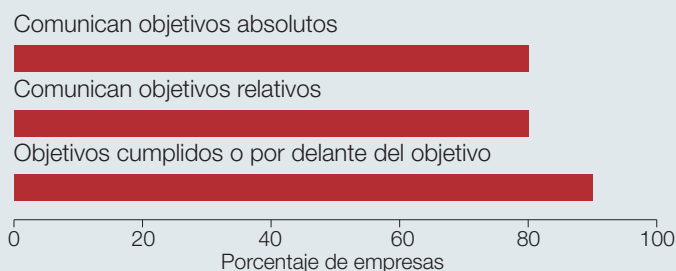 Comunican objetivos absolutos
Comunican objetivos relativos
Objetivos cumplidos o por delante del objetivo
0 20 40 60 80 100
Porcentaje de empresas